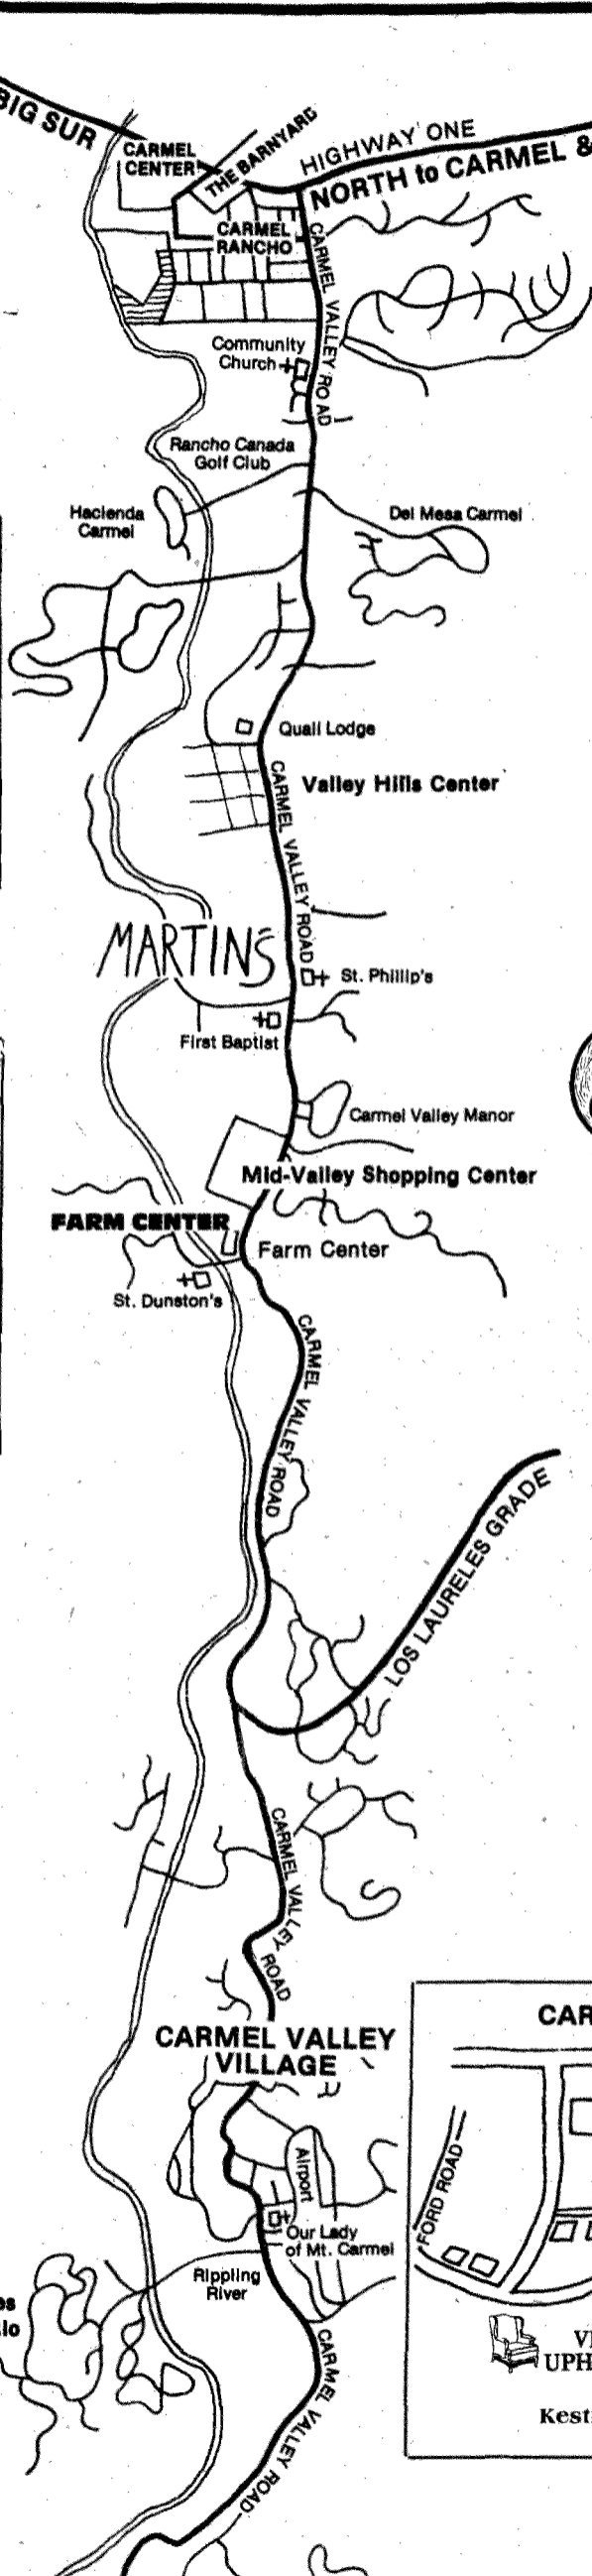 BIG SUR
CARMEL
CENTER
THE BARNYARD
HIGHWAY ONE
NORTH to CARMEL &
CARMEL
RANCHO
CARMEL VALLEY ROAD
Community
Church
Rancho Canada
Golf Club
Hacienda
Carmel
Del Mesa Carmel
Quail Lodge
Valley Hills Center
CARMEL VALLEY ROAD
MARTIN'S
St. Phillip's
First Baptist
Carmel Valley Manor
Mid-Valley Shopping Center
FARM CENTER
Farm Center
St. Dunston's
CARMEL VALLEY ROAD
LOS LAURELES GRADE
CARMEL VALLEY ROAD
CARMEL VALLEY
VILLAGE
Airport
Our Lady
of Mt. Carmel
Rippling
River
CARMEL VALLEY ROAD
CAR
FORD ROAD
UPH
Kest